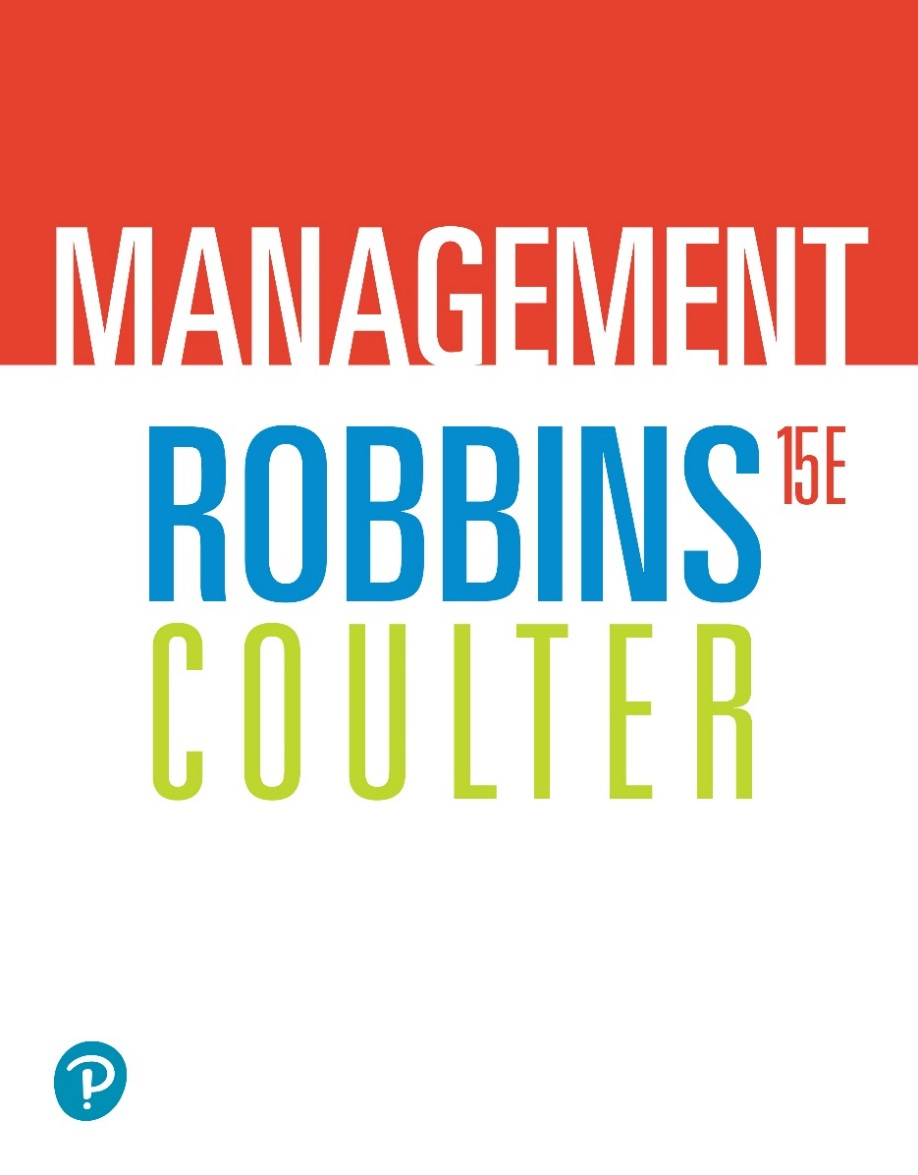 MANAGEMENT
ROBBINS 15E
COULTER
P